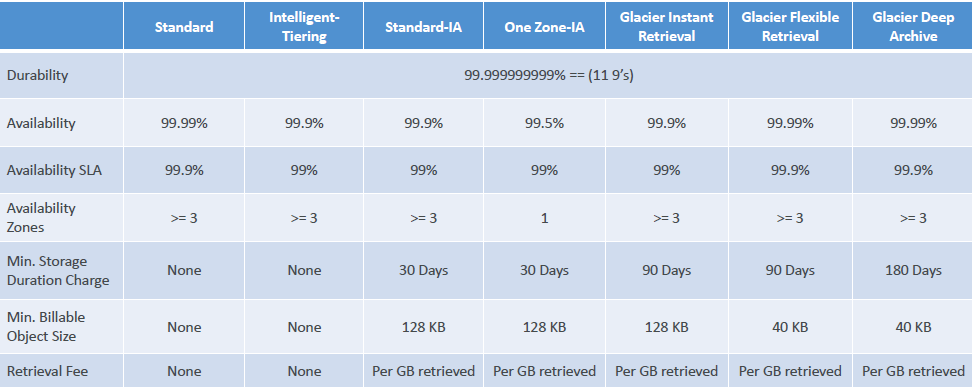 Standard Intelligent-Tiering Standard-IA One Zone-IA Glacier Instant Retrieval Glacier Flexible Retrieval Glacier Deep Archive
Durability 99.999999999% == (11 9’s)
Availability 99.99% 99.9% 99.9% 99.5% 99.9% 99.99% 99.99%
Availability SLA 99.9% 99% 99% 99% 99% 99.9% 99.9%
Availability Zones >= 3 >= 3 >= 3 1 >= 3 >= 3 >= 3
Min. Storage Duration Charge None None 30 Days 30 Days 90 Days 90 Days 180 Days
Min. Billable Object Size None None 128 KB 128 KB 128 KB 40 KB 40 KB
Retrieval Fee None None Per GB retrieved Per GB retrieved Per GB retrieved Per GB retrieved Per GB retrieved